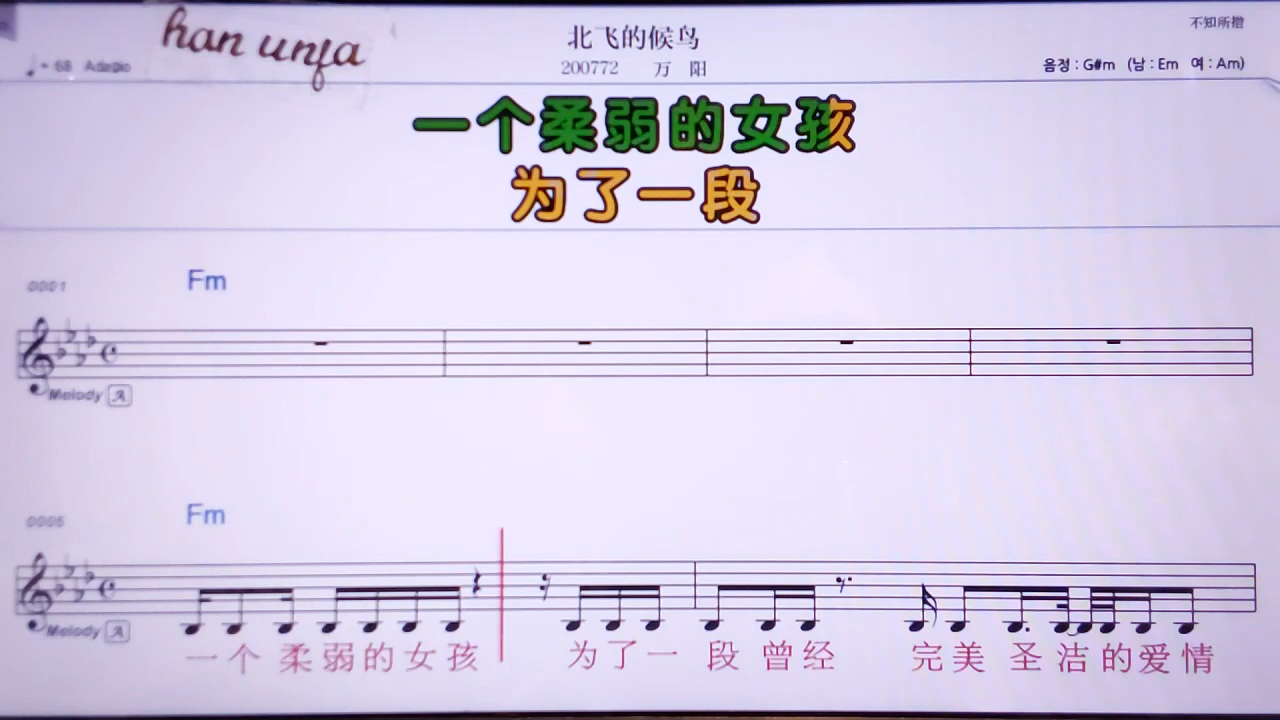 han unfa
北飞的候鸟
不知所措
♩= 68 Adagio
200772 万 阳
음정 : G#m (남 : Em 여 : Am)
一个柔弱的女孩
为了一段
Fm
0001
Melody A
Fm
0005
Melody A
一个 柔弱的女孩 为了一 段 曾经 完美 圣 洁 的爱情